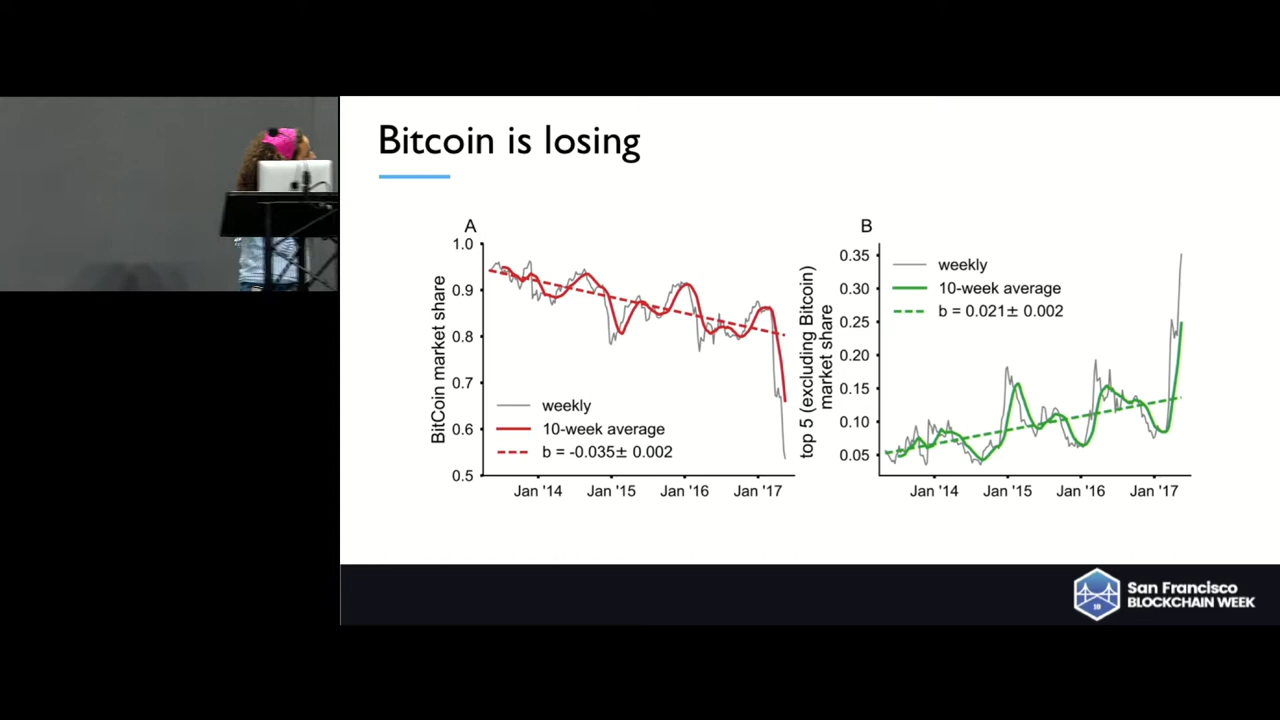 Bitcoin is losing
A
BitCoin market share
1.0
0.9
0.8
0.7
0.6
0.5
weekly
10-week average
b = -0.035± 0.002
Jan '14
Jan '15
Jan '16
Jan '17
B
top 5 (excluding Bitcoin)
market share
0.35
0.30
0.25
0.20
0.15
0.10
0.05
weekly
10-week average
b = 0.021± 0.002
Jan '14
Jan '15
Jan '16
Jan '17
18
San Francisco
BLOCKCHAIN WEEK